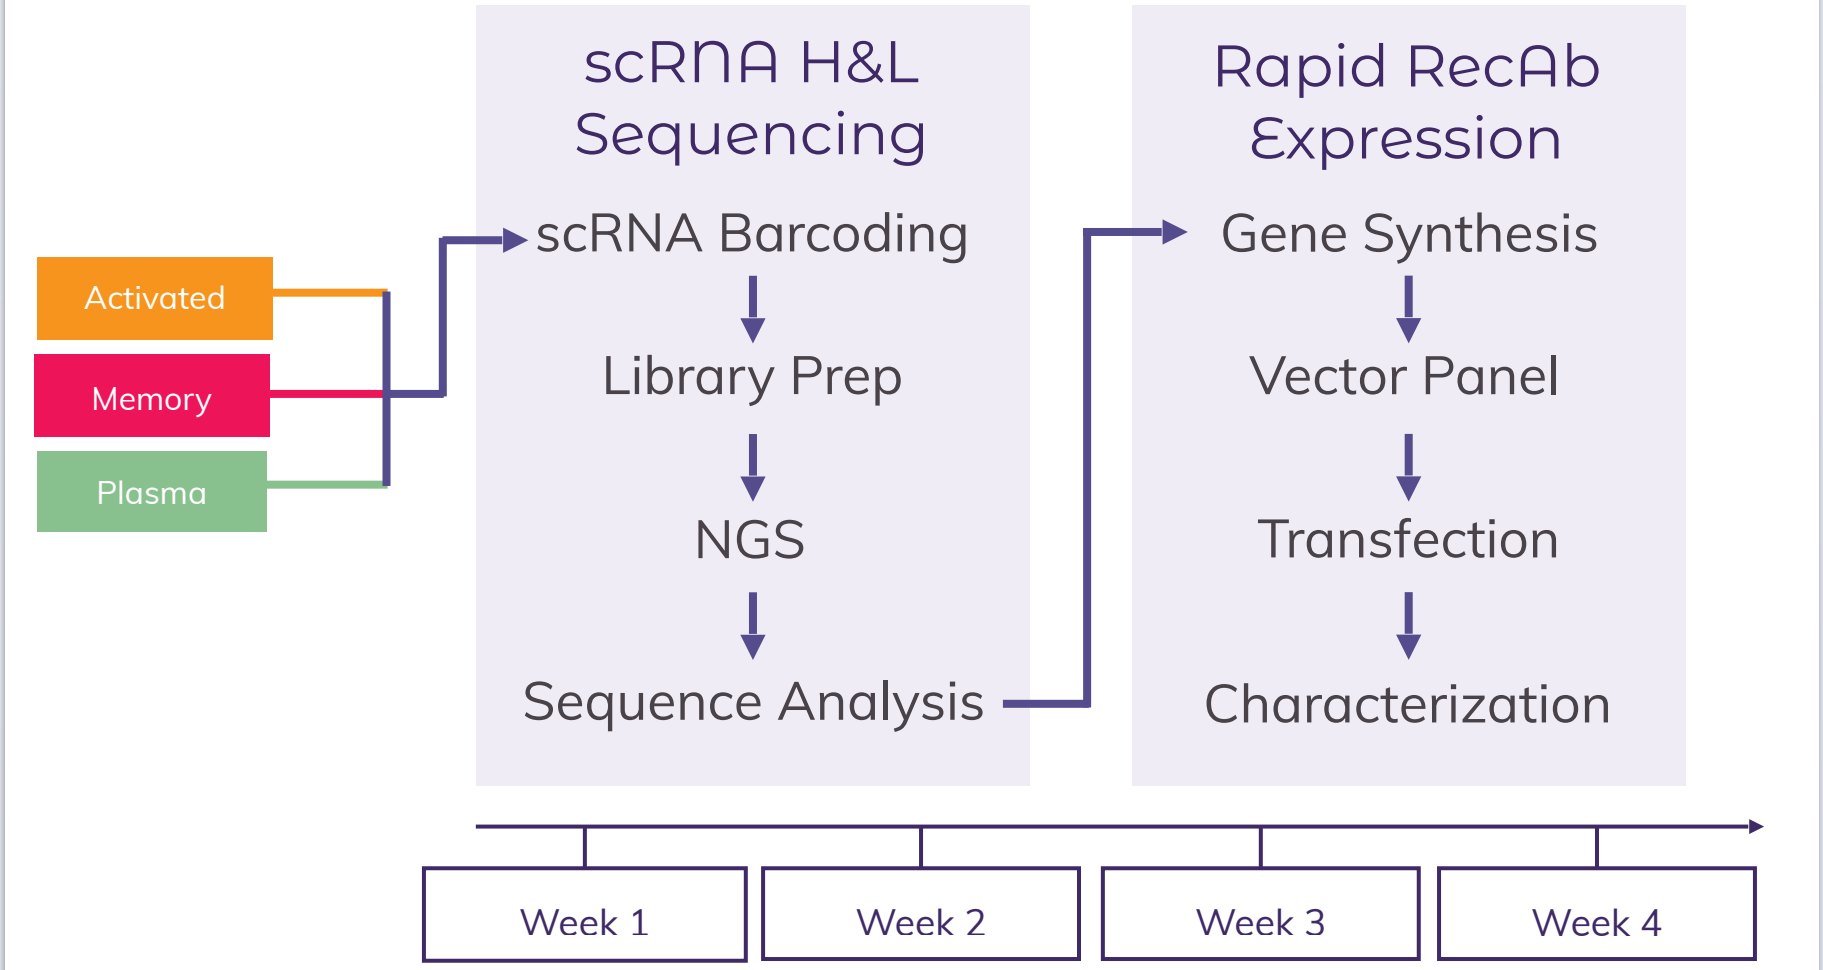 Activated
Memory
Plasma
scRNA H&L
Sequencing
scRNA Barcoding
Library Prep
NGS
Sequence Analysis
Rapid RecAb
Expression
Gene Synthesis
Vector Panel
Transfection
Characterization
Week 1
Week 2
Week 3
Week 4